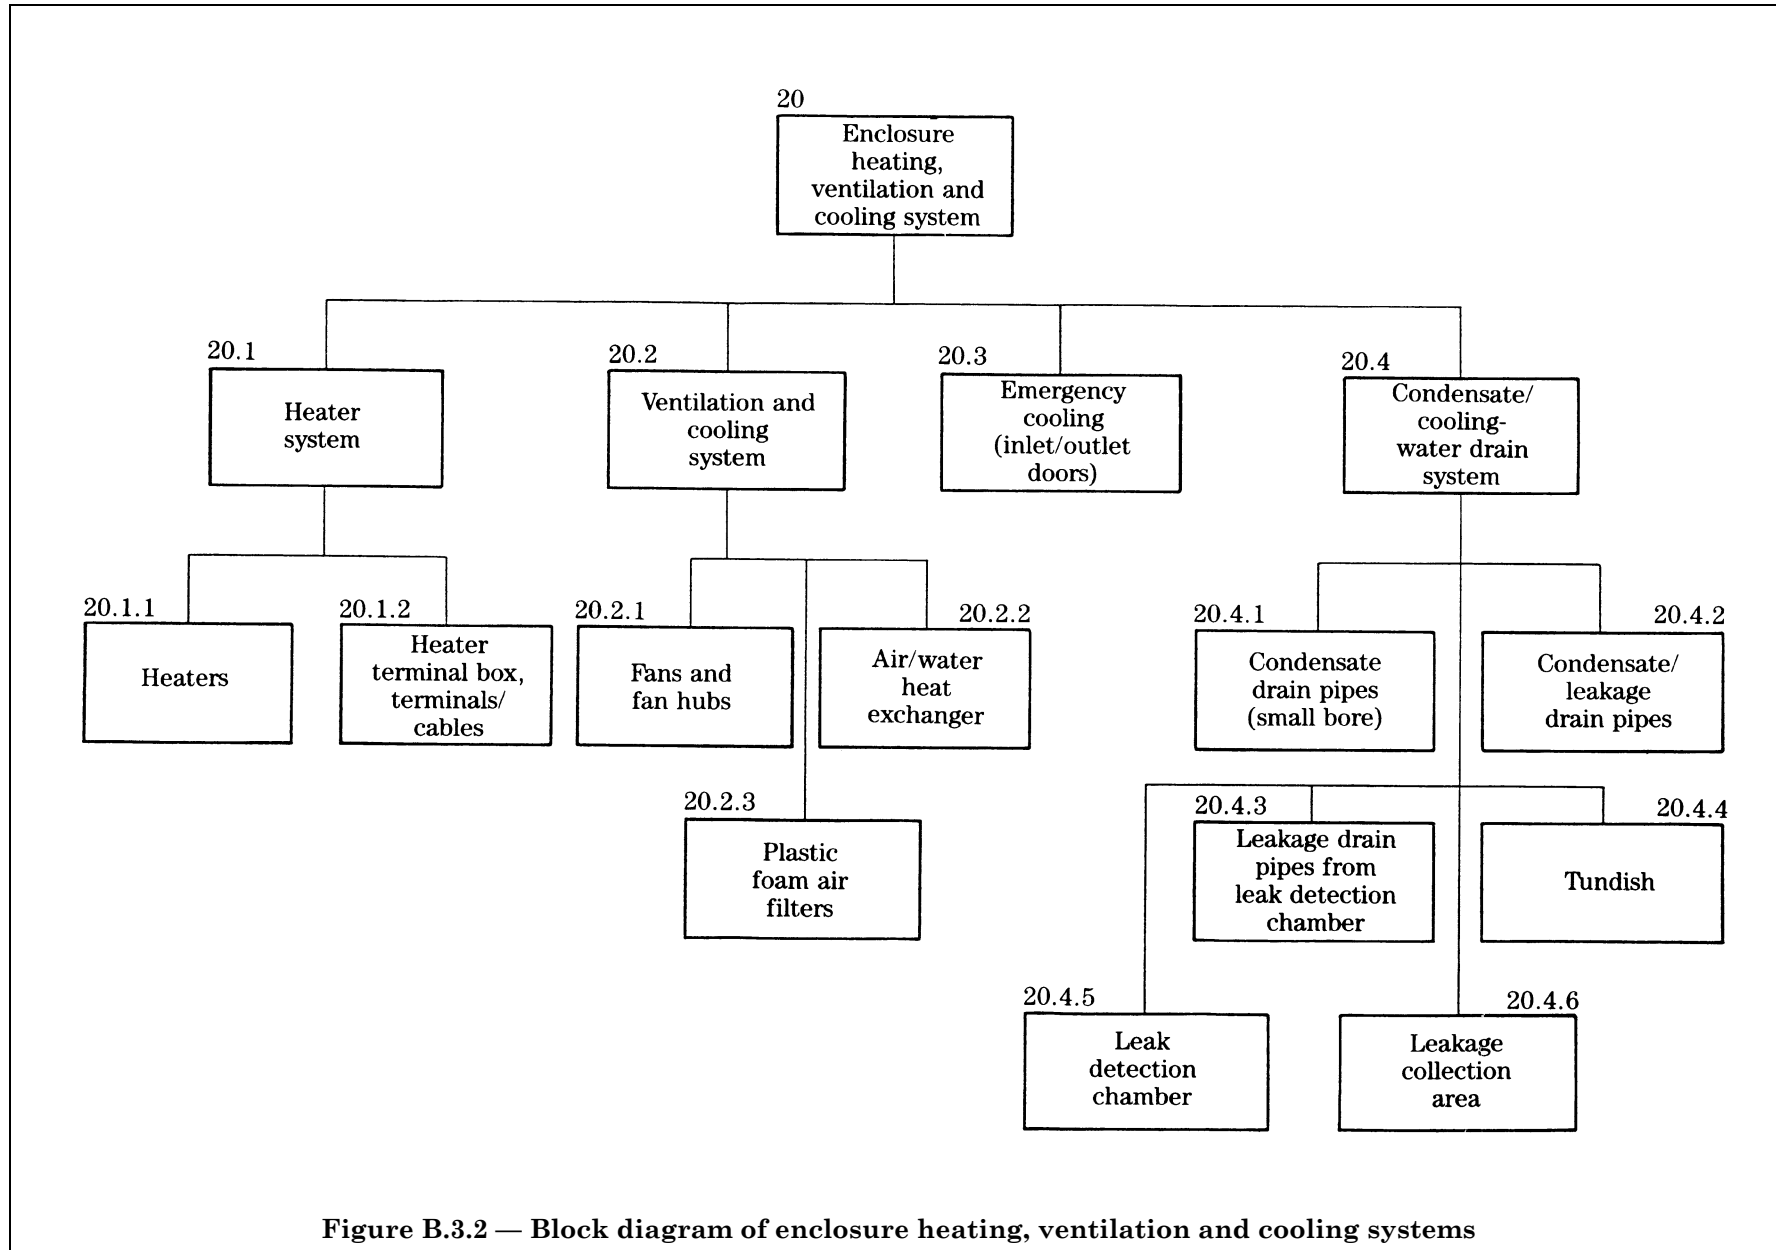 20
Enclosure
heating,
ventilation and
cooling system
20.1
Heater
system
20.2
Ventilation and
cooling
system
20.3
Emergency
cooling
(inlet/outlet
doors)
20.4
Condensate/
cooling-
water drain
system
20.1.1
Heaters
20.1.2
Heater
terminal box,
terminals/
cables
20.2.1
Fans and
fan hubs
20.2.2
Air/water
heat
exchanger
20.2.3
Plastic
foam air
filters
20.4.1
Condensate
drain pipes
(small bore)
20.4.2
Condensate/
leakage
drain pipes
20.4.3
Leakage drain
pipes from
leak detection
chamber
20.4.4
Tundish
20.4.5
Leak
detection
chamber
20.4.6
Leakage
collection
area
Figure B.3.2 — Block diagram of enclosure heating, ventilation and cooling systems